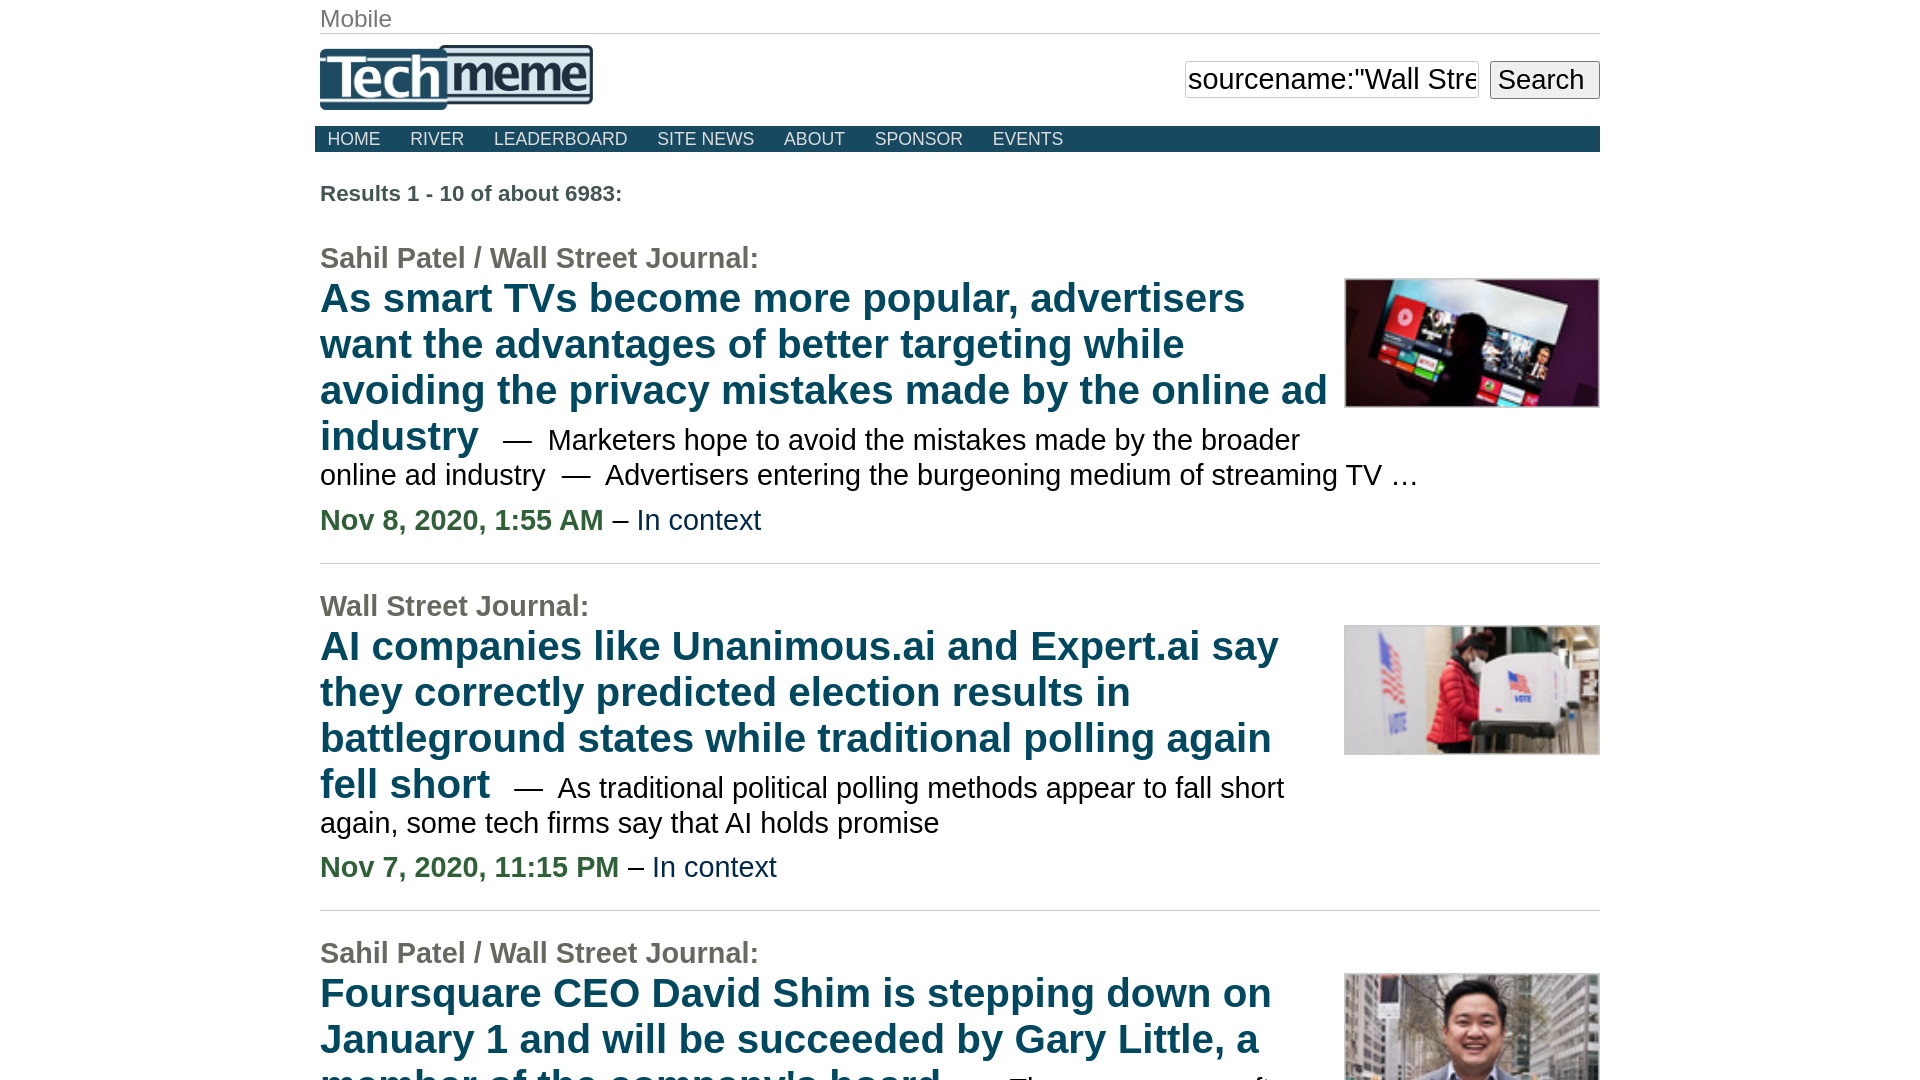 Mobile
Techmeme
sourcename:"Wall Stre
Search
HOME RIVER LEADERBOARD SITE NEWS ABOUT SPONSOR EVENTS
Results 1 - 10 of about 6983:
Sahil Patel / Wall Street Journal:
As smart TVs become more popular, advertisers
want the advantages of better targeting while
avoiding the privacy mistakes made by the online ad
industry — Marketers hope to avoid the mistakes made by the broader
online ad industry — Advertisers entering the burgeoning medium of streaming TV …
Nov 8, 2020, 1:55 AM – In context
Wall Street Journal:
AI companies like Unanimous.ai and Expert.ai say
they correctly predicted election results in
battleground states while traditional polling again
fell short — As traditional political polling methods appear to fall short
again, some tech firms say that AI holds promise
Nov 7, 2020, 11:15 PM – In context
VOTE
VOTE
Sahil Patel / Wall Street Journal:
Foursquare CEO David Shim is stepping down on
January 1 and will be succeeded by Gary Little, a
member of the company's board